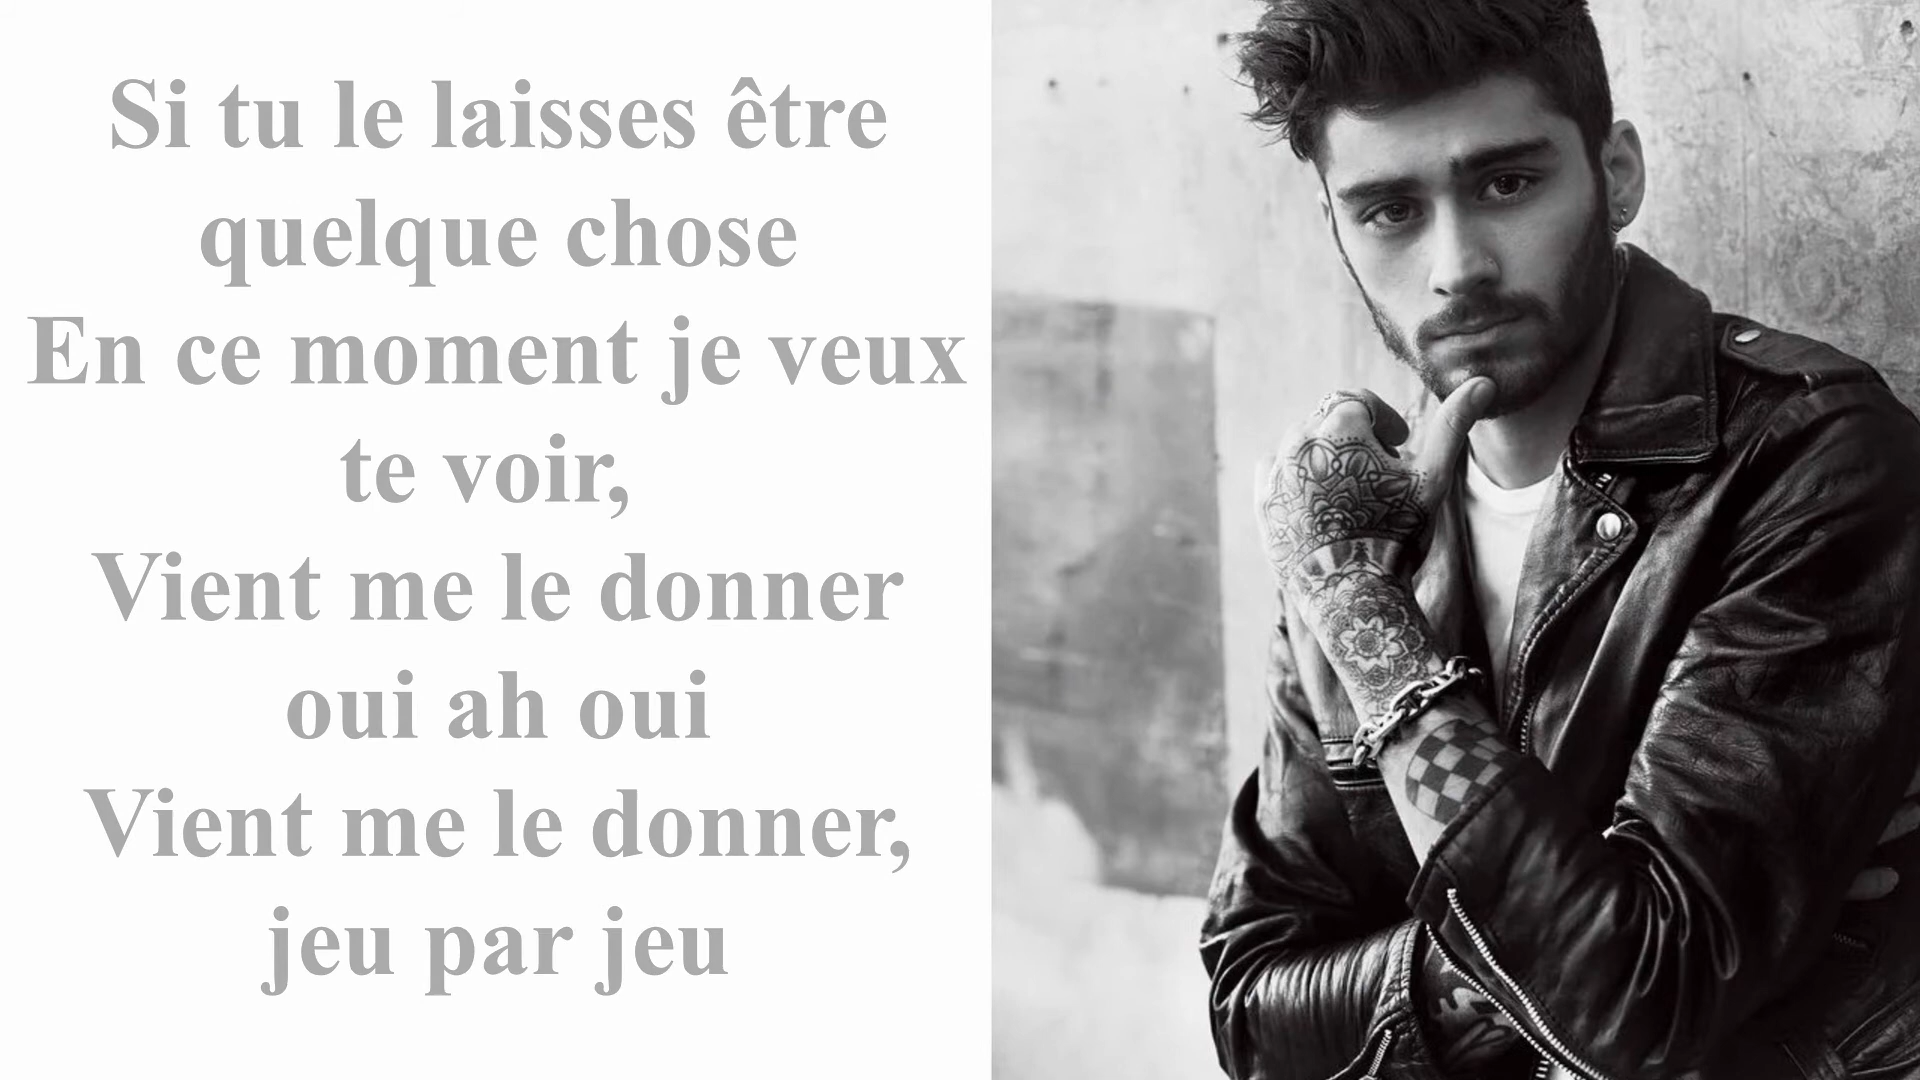 Si tu le laisses être
quelque chose
En ce moment je veux
te voir,
Vient me le donner
oui ah oui
Vient me le donner,
jeu par jeu